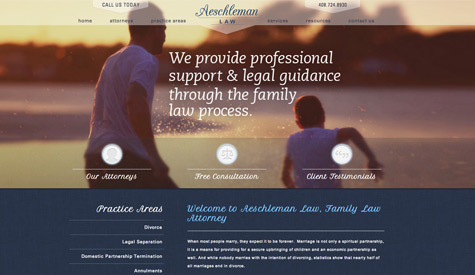 CALL US TODAY
Aeschleman
LAW
408.724.8930
home
attorneys
practice areas
services
resources
contact us
We provide professional
support & legal guidance
through the family
law process.
Our Attorneys
Free Consultation
Client Testimonials
Practice Areas
Divorce
Legal Separation
Domestic Partnership Termination
Annulments
Welcome to Aeschleman Law, Family Law
Attorney
When most people marry, they expect it to be forever. Marriage is not only a spiritual partnership,
it is a means for providing for a secure upbringing of children and an economic partnership as
well. And while nobody marries with the intention of divorcing, statistics show that nearly half
of all marriages end in divorce.